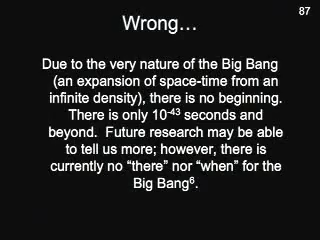 87
Wrong…
Due to the very nature of the Big Bang
(an expansion of space-time from an
infinite density), there is no beginning.
There is only 10⁻⁴³ seconds and
beyond. Future research may be able
to tell us more; however, there is
currently no “there” nor “when” for the
Big Bang⁶.